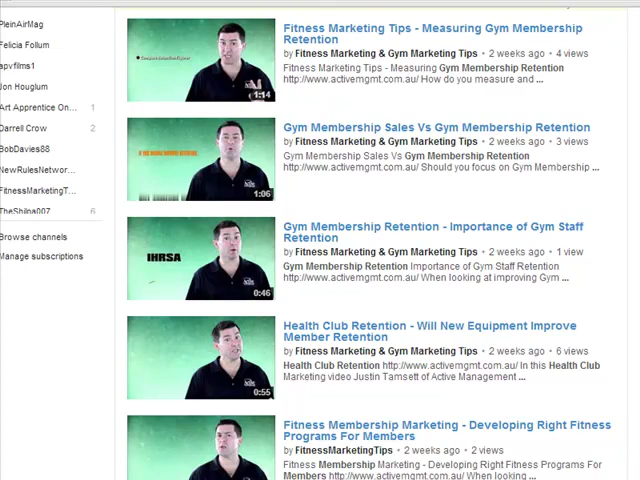 PleinAirMag
Felicia Follum
apvfilms1
Jon Houglum
Art Apprentice On... 1
Darrell Crow 2
BobDavies88
NewRulesNetwor...
FitnessMarketingT...
TheShilpa007 6
Browse channels
Manage subscriptions
1:14
Fitness Marketing Tips - Measuring Gym Membership
Retention
by Fitness Marketing & Gym Marketing Tips • 2 weeks ago • 4 views
Fitness Marketing Tips - Measuring Gym Membership Retention
http://www.activemgmt.com.au/ How do you measure and ...
1:06
Gym Membership Sales Vs Gym Membership Retention
by Fitness Marketing & Gym Marketing Tips • 2 weeks ago • 3 views
Gym Membership Sales Vs Gym Membership Retention
http://www.activemgmt.com.au/ Should you focus on Gym Membership ...
IHRSA
0:46
Gym Membership Retention - Importance of Gym Staff
Retention
by Fitness Marketing & Gym Marketing Tips • 2 weeks ago • 1 view
Gym Membership Retention Importance of Gym Staff Retention
http://www.activemgmt.com.au/ When looking at improving Gym ...
0:55
Health Club Retention - Will New Equipment Improve
Member Retention
by Fitness Marketing & Gym Marketing Tips • 2 weeks ago • 6 views
Health Club Retention http://www.activemgmt.com.au/ In this Health Club
Marketing video Justin Tamsett of Active Management ...
Fitness Membership Marketing - Developing Right Fitness
Programs For Members
by FitnessMarketingTips • 2 weeks ago • 2 views
Fitness Membership Marketing - Developing Right Fitness Programs For
Members http://www.activemgmt.com.au/ When looking ...